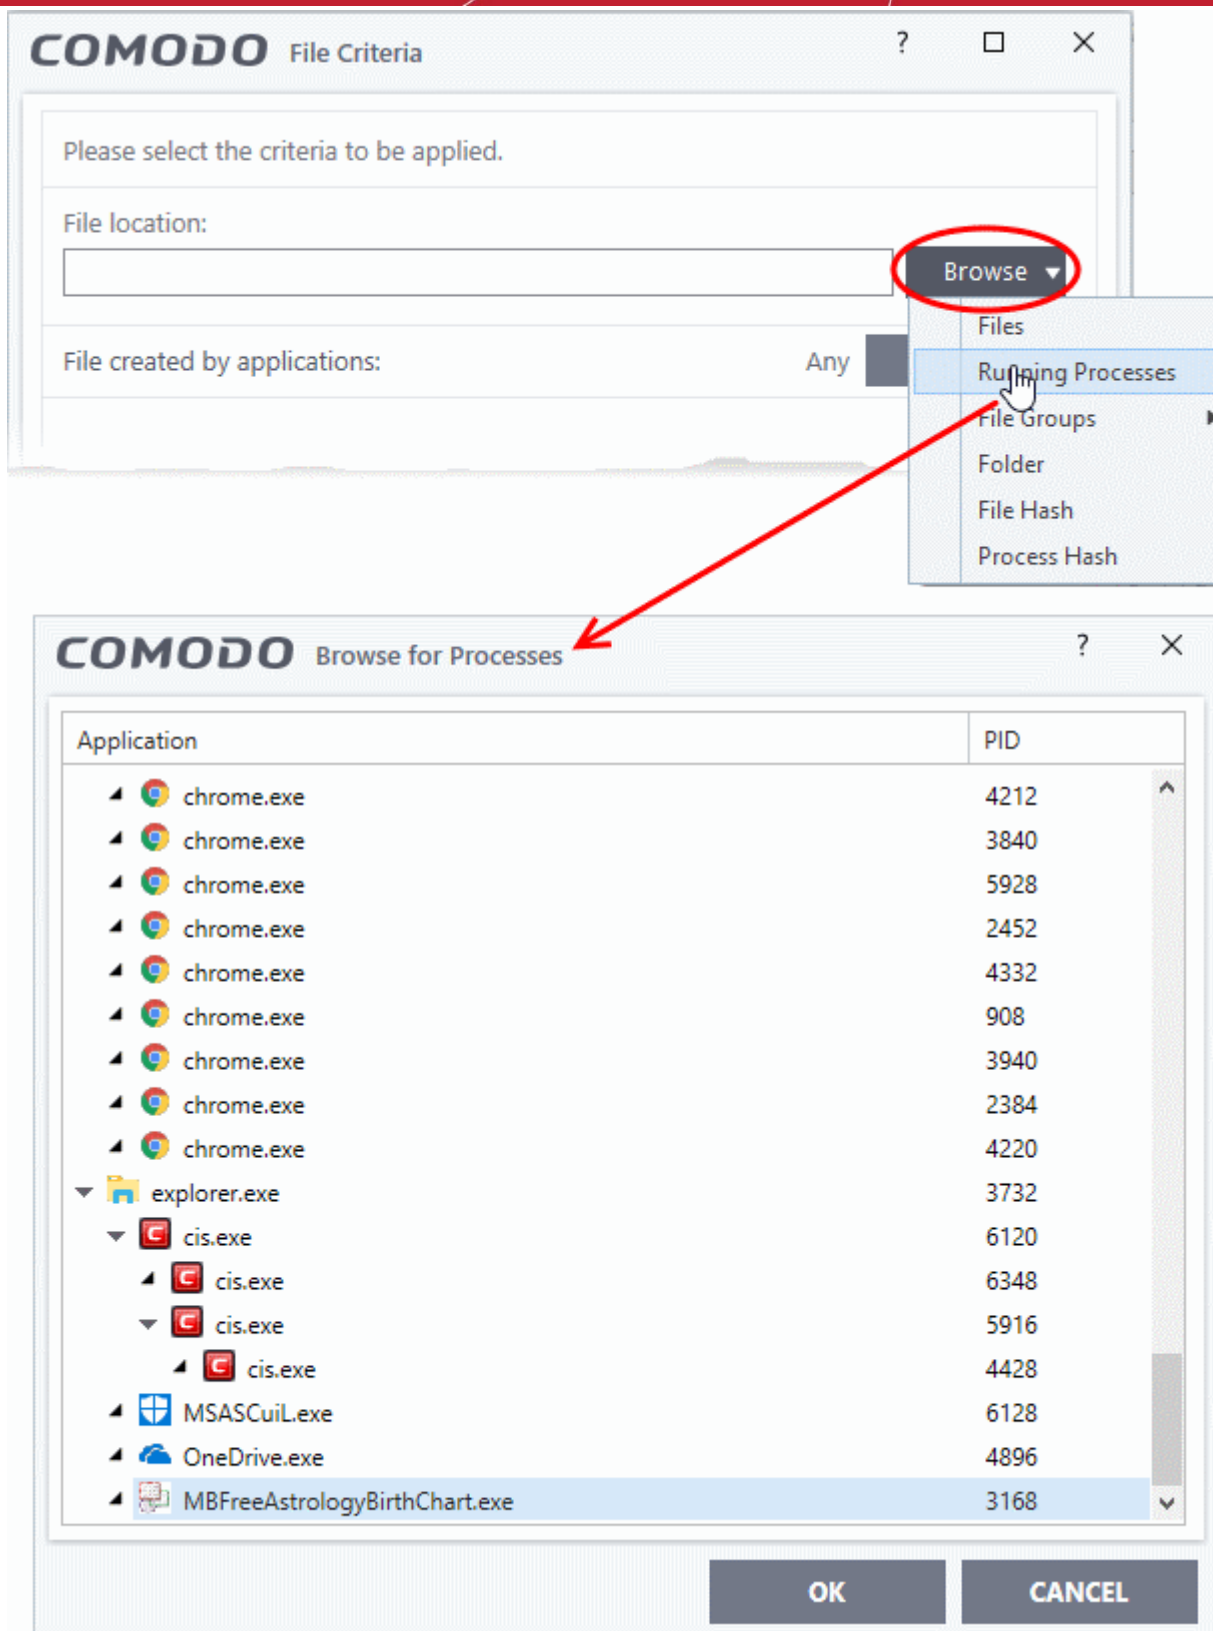 COMODO File Criteria ?
Please select the criteria to be applied.
File location:
Browse
Files
File created by applications: Any
Running Processes
File Groups
Folder
File Hash
Process Hash
COMODO Browse for Processes ?
Application PID
chrome.exe 4212
chrome.exe 3840
chrome.exe 5928
chrome.exe 2452
chrome.exe 4332
chrome.exe 908
chrome.exe 3940
chrome.exe 2384
chrome.exe 4220
explorer.exe 3732
C cis.exe 6120
C cis.exe 6348
C cis.exe 5916
C cis.exe 4428
MSASCuiL.exe 6128
OneDrive.exe 4896
MBFreeAstrologyBirthChart.exe 3168
OK CANCEL